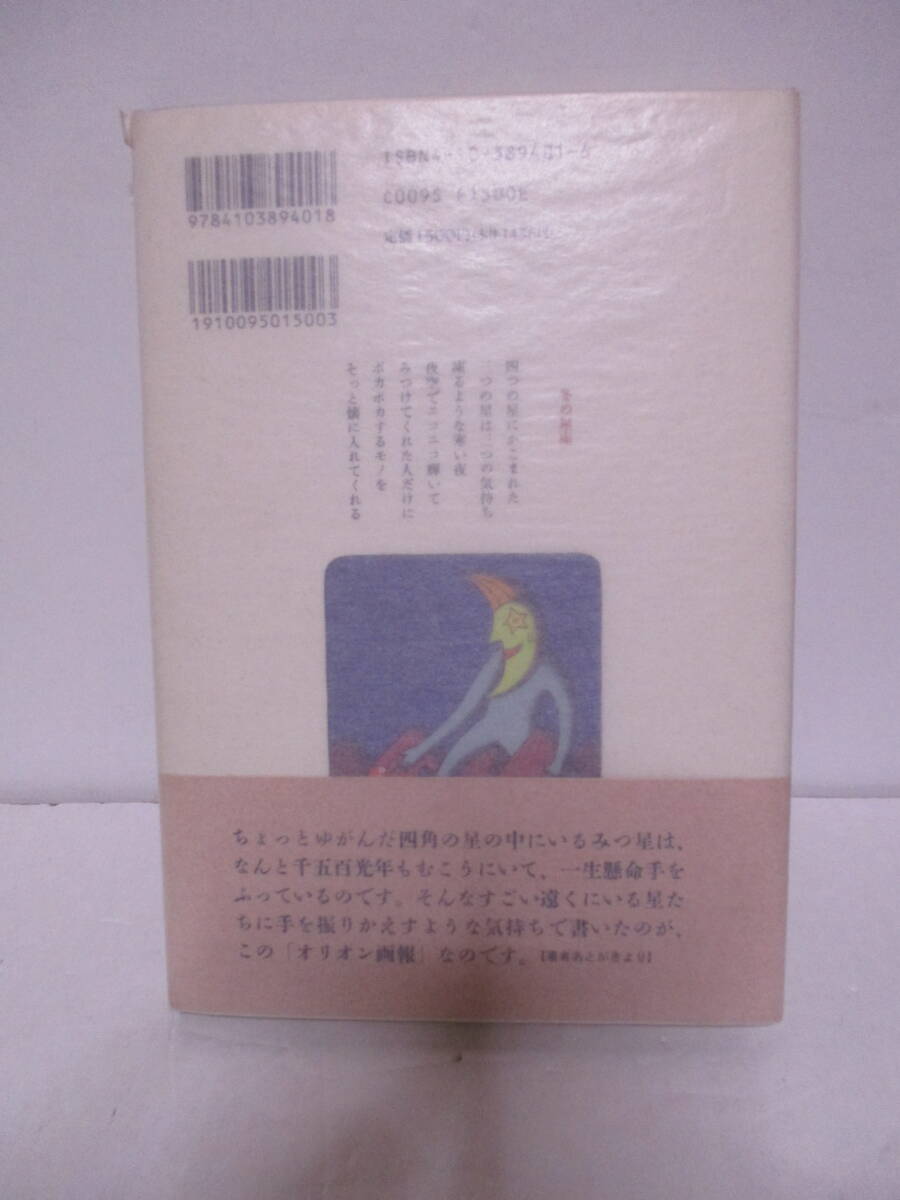 ISBN4-10-389401-6
9784103894018
C0095 ¥1500E
定価1500円
1910095015003
四つの星にかこまれた
三つの星は三つの気持ち
凍るような寒い夜
夜空でニコニコ輝いて
みつけてくれた人だけに
ポカポカするモノを
そっと懐に入れてくれる
ちょっとゆがんだ四角の星の中にいるみつ星は、
なんと千五百光年もむこうにいて、一生懸命手を
ふっているのです。そんなすごい遠くにいる星た
ちに手を振りかえすような気持ちで書いたのが、
この「オリオン画報」なのです。【著者あとがきより】